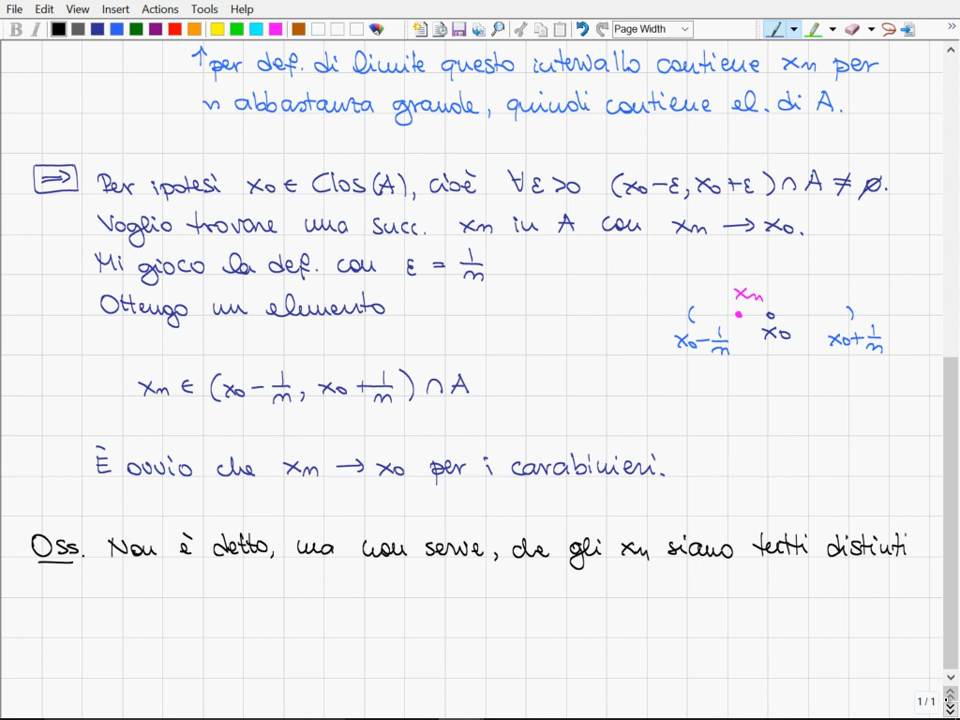 File Edit View Insert Actions Tools Help
B I Page Width
↑ per def. di limite questo intervallo contiene xn per
n abbastanza grande, quindi contiene el. di A.
⇒ Per ipotesi x0 ∈ Clos(A), cioè ∀ε>0 (x0-ε, x0+ε) ∩ A ≠ ø.
Voglio trovare una succ. xn in A con xn → x0.
Mi gioco la def. con ε = 1/n
Ottengo un elemento
xn
( x0 )
x0-1/n x0+1/n
xn ∈ (x0-1/n, x0+1/n) ∩ A
È ovvio che xn → x0 per i carabinieri.
Oss. Non è detto, ma non serve, che gli xn siano tutti distinti
1 / 1